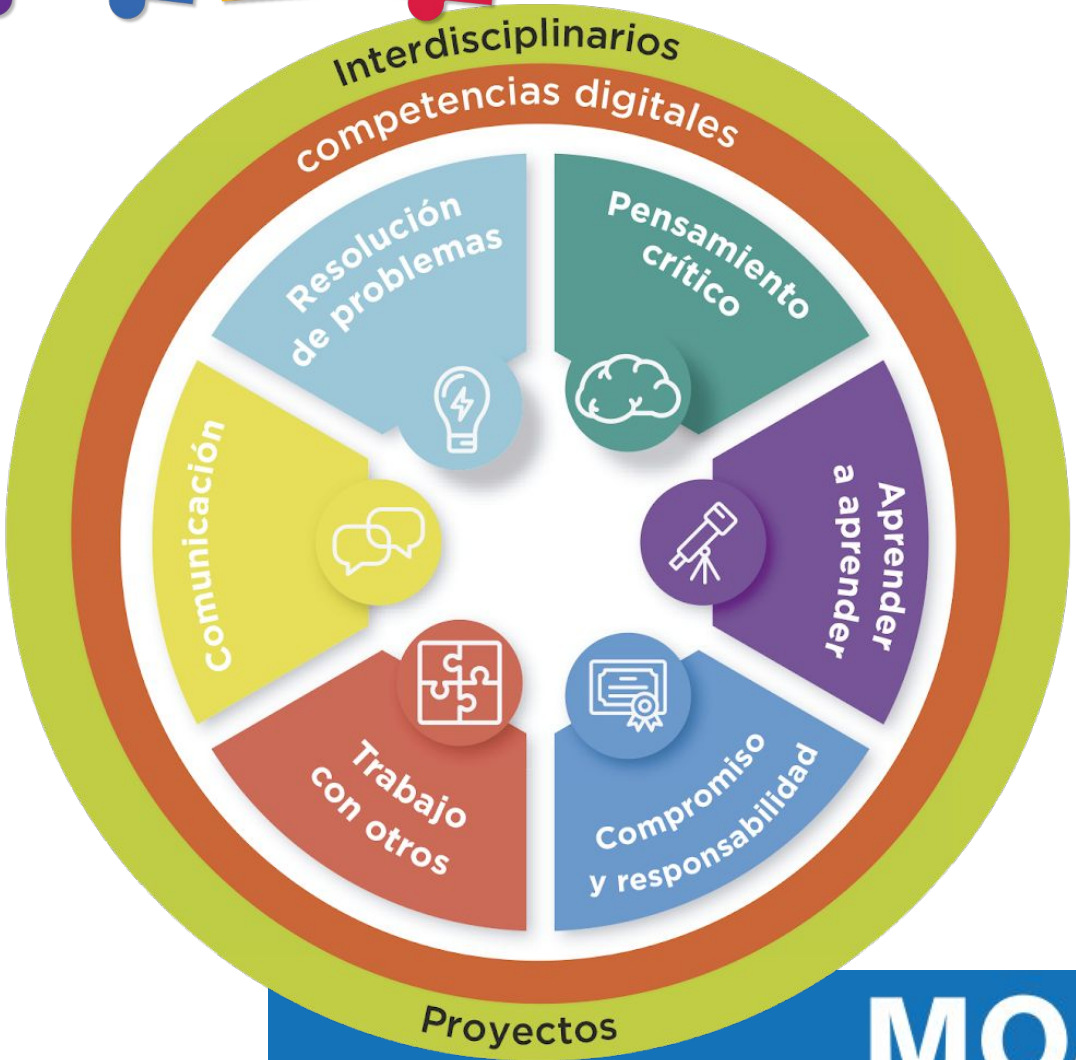 Interdisciplinarios
competencias digitales
Resolución
de problemas
Pensamiento
crítico
Comunicación
Aprender
a aprender
Trabajo
con otros
Compromiso
y responsabilidad
Proyectos
MO